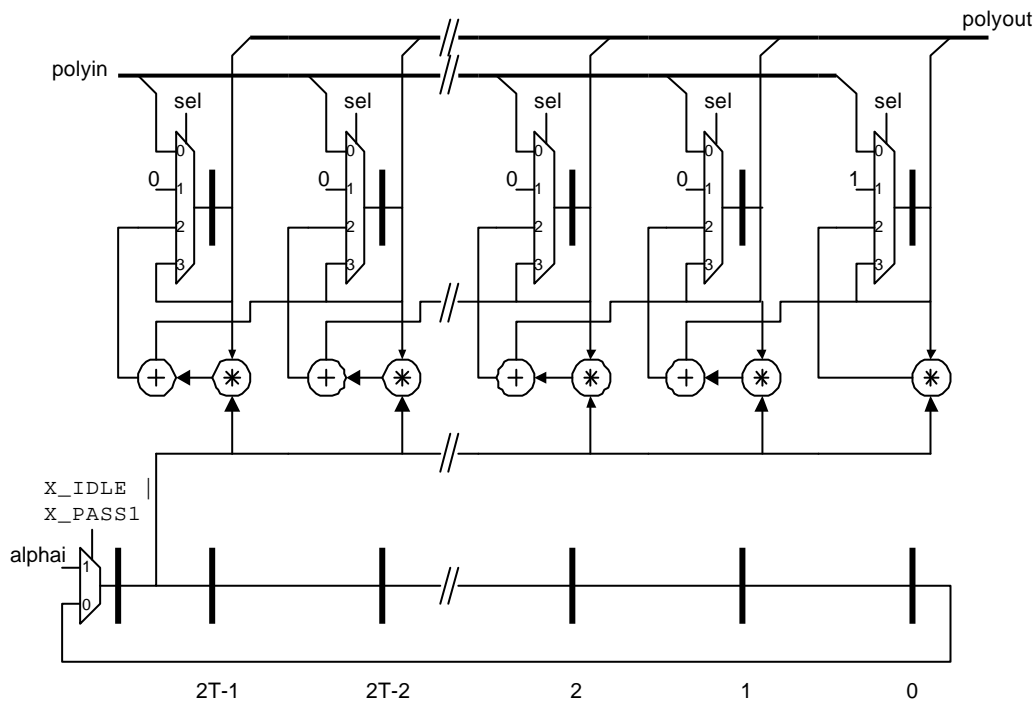 polyout
polyin
sel sel sel sel sel
0 0 0 0 0
0 1 0 1 0 1 0 1 1 1
2 2 2 2 2
3 3 3 3 3
+ * + * + * + * *
X_IDLE |
X_PASS1
alphai 1
0
2T-1 2T-2 2 1 0